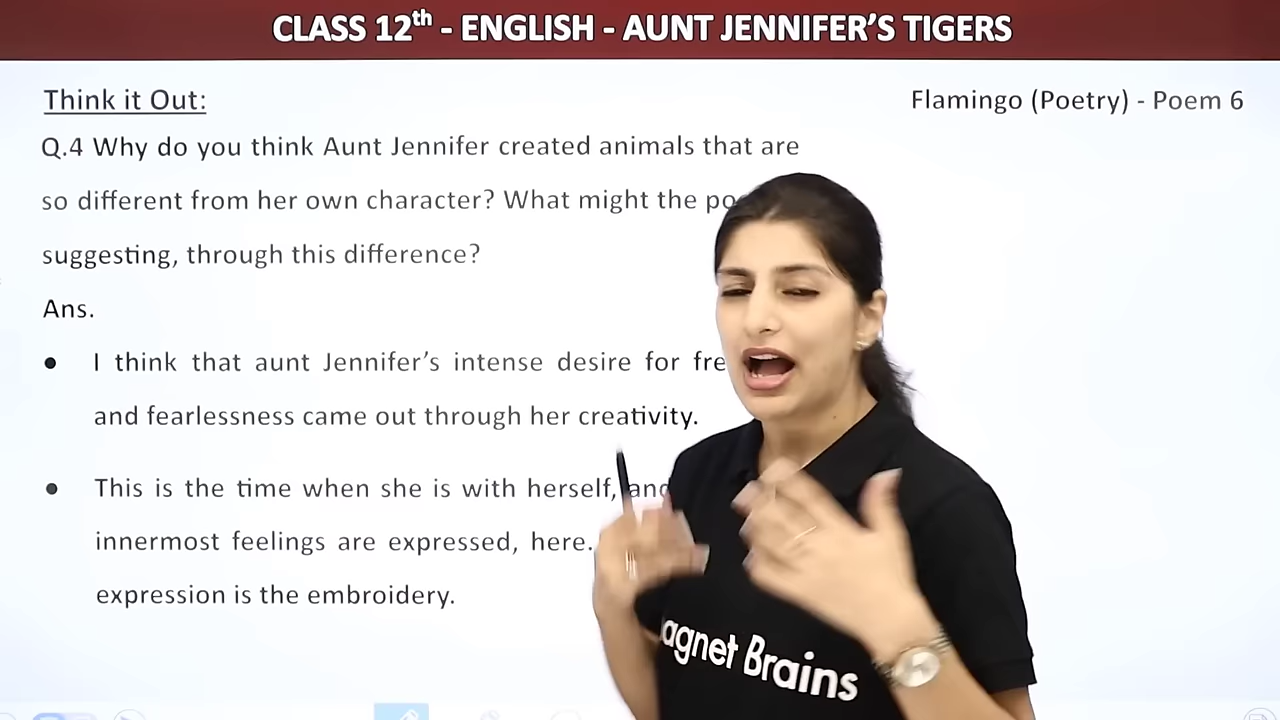 CLASS 12th - ENGLISH - AUNT JENNIFER'S TIGERS
Think it Out:
Flamingo (Poetry) - Poem 6
Q.4 Why do you think Aunt Jennifer created animals that are
so different from her own character? What might the
suggesting, through this difference?
Ans.
● I think that aunt Jennifer's intense desire for
and fearlessness came out through her creativity.
● This is the time when she is with herself,
innermost feelings are expressed, here.
expression is the embroidery.
agnet Brains